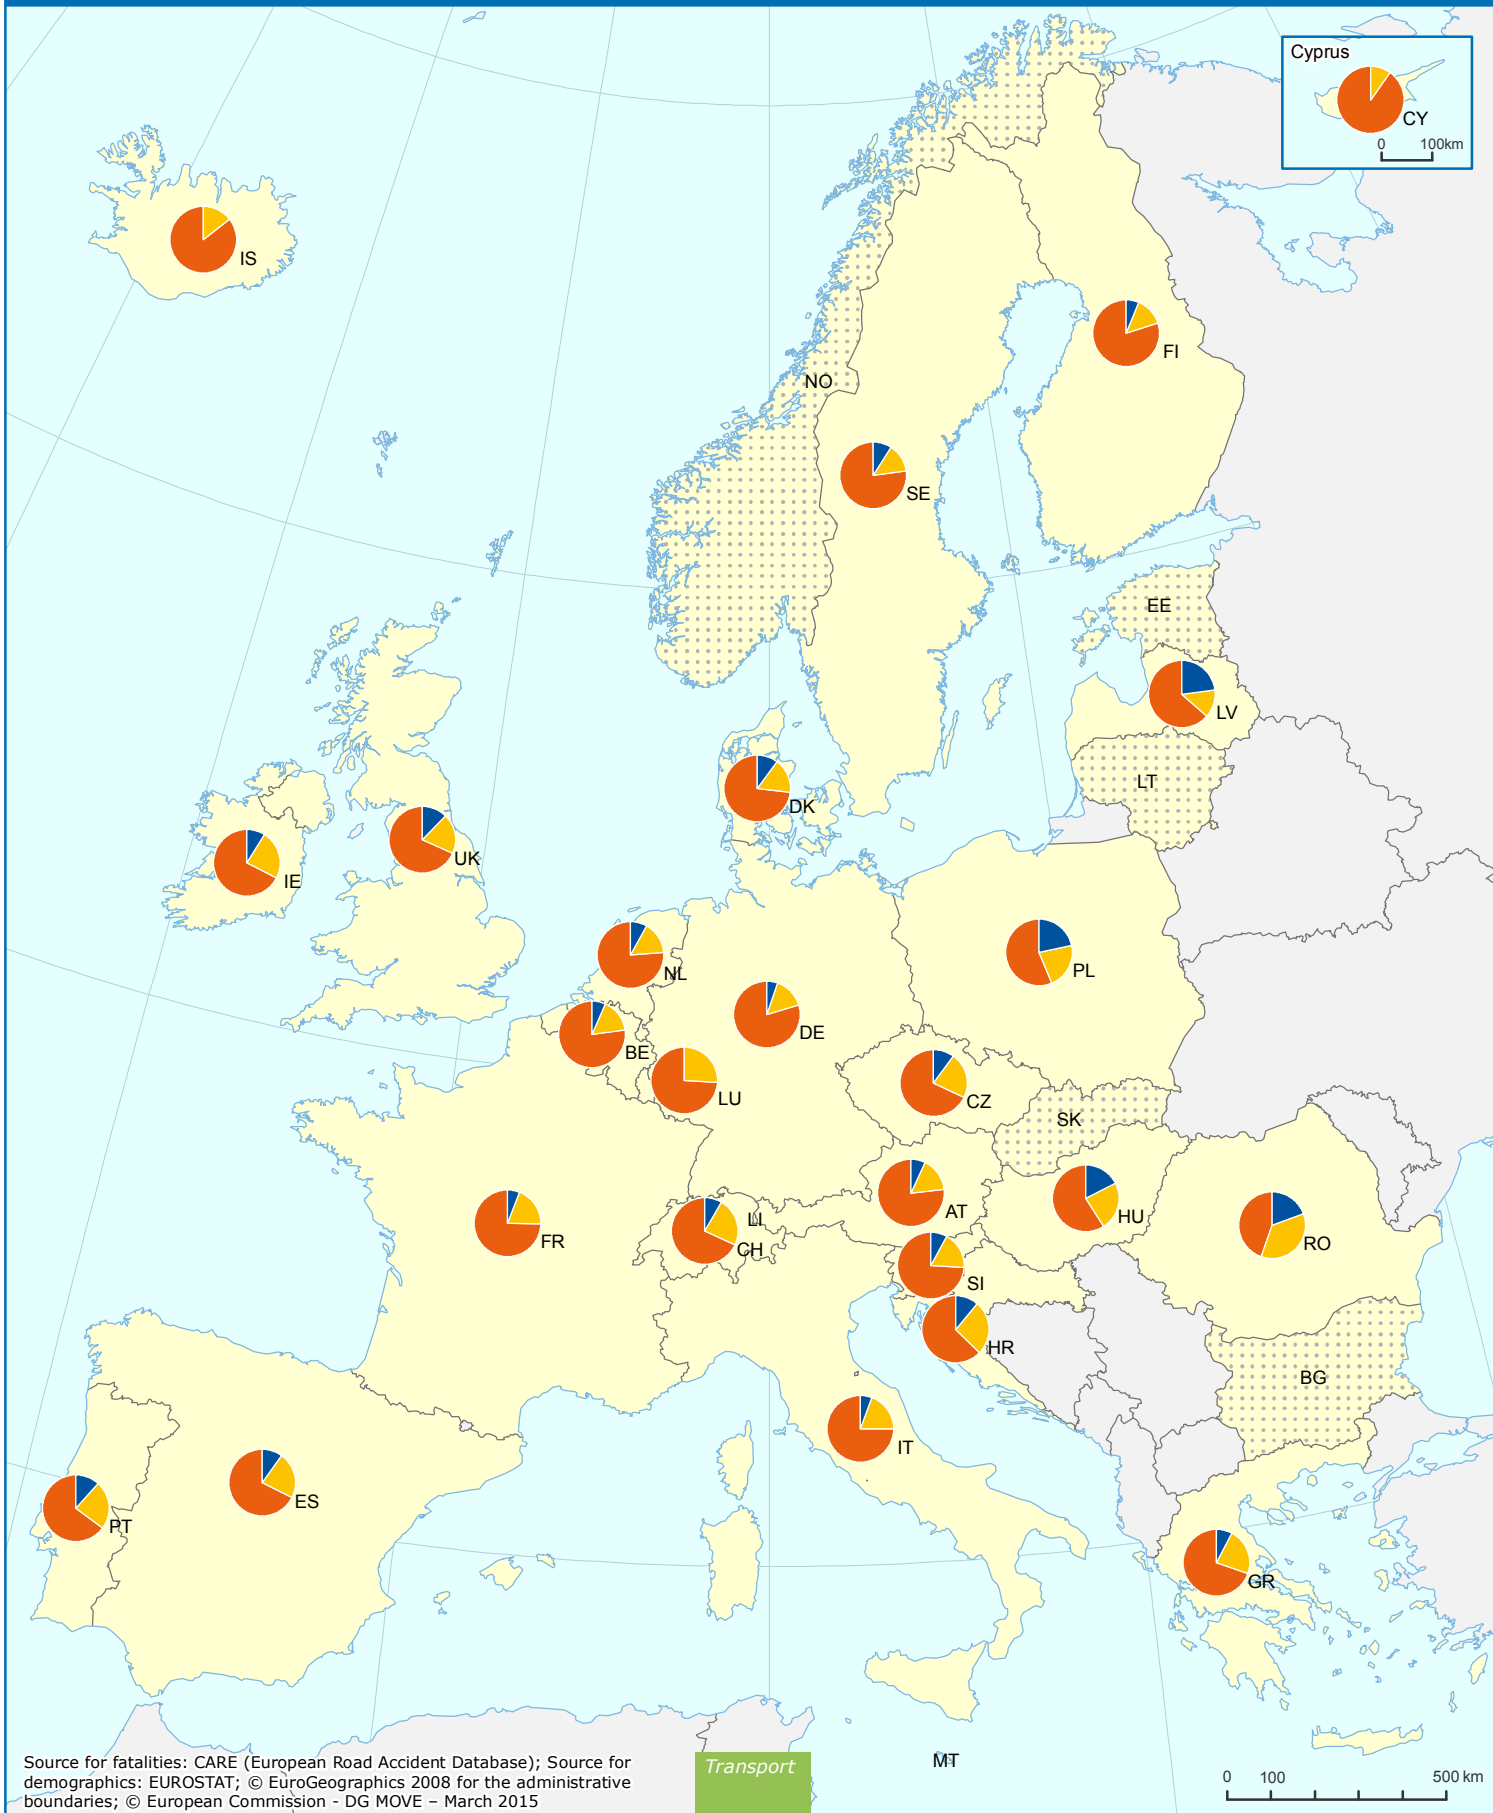 Cyprus
CY
0 100km
IS
FI
NO
SE
EE
LV
LT
DK
UK
IE
NL
PL
DE
BE
LU
CZ
SK
AT
HU
LI
CH
FR
RO
SI
HR
BG
IT
ES
PT
GR
MT
Source for fatalities: CARE (European Road Accident Database); Source for
demographics: EUROSTAT; © EuroGeographics 2008 for the administrative
boundaries; © European Commission - DG MOVE – March 2015
Transport
0 100 500 km